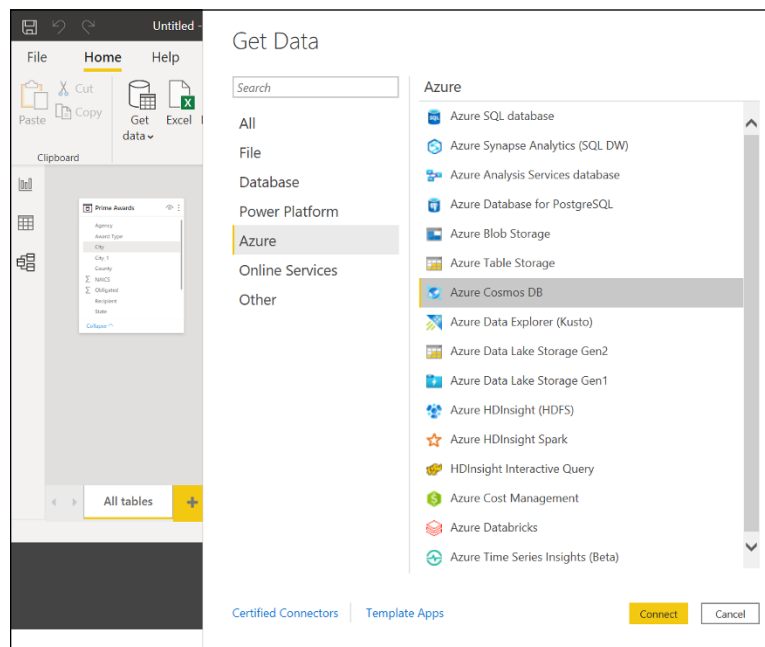 Untitled -
File Home Help
Paste
Cut
Copy
Get data
Excel
Clipboard
Prime Awards
Agency
Award Type
City
City_1
County
NAICS
Obligated
Recipient
State
Collapse
All tables
+
Get Data
Search
All
File
Database
Power Platform
Azure
Online Services
Other
Azure
SQL
Azure SQL database
Azure Synapse Analytics (SQL DW)
Azure Analysis Services database
Azure Database for PostgreSQL
Azure Blob Storage
Azure Table Storage
Azure Cosmos DB
Azure Data Explorer (Kusto)
Azure Data Lake Storage Gen2
Azure Data Lake Storage Gen1
Azure HDInsight (HDFS)
Azure HDInsight Spark
HDInsight Interactive Query
Azure Cost Management
Azure Databricks
Azure Time Series Insights (Beta)
Certified Connectors
Template Apps
Connect
Cancel